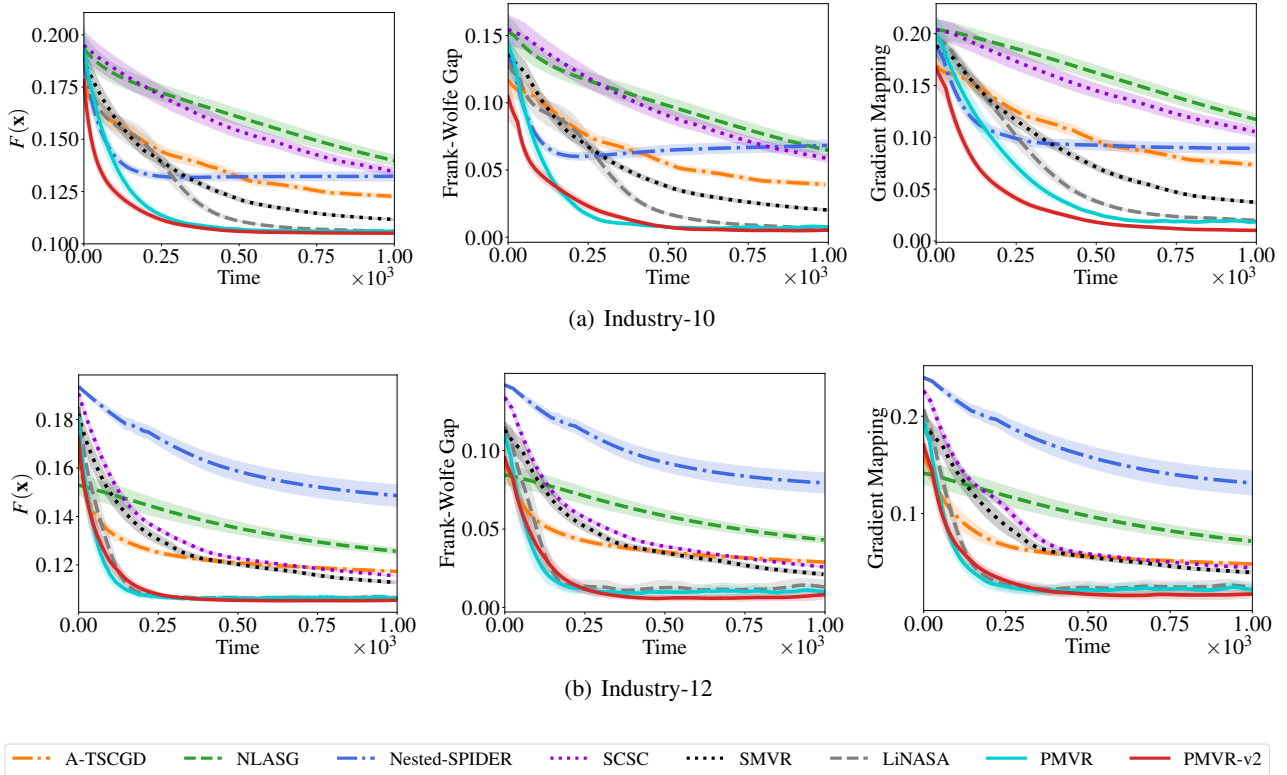 F(x)
0.200
0.175
0.150
0.125
0.100
0.00 0.25 0.50 0.75 1.00
Time
×10³
Frank-Wolfe Gap
0.15
0.10
0.05
0.00
0.00 0.25 0.50 0.75 1.00
Time
×10³
Gradient Mapping
0.20
0.15
0.10
0.05
0.00
0.00 0.25 0.50 0.75 1.00
Time
×10³
(a) Industry-10
F(x)
0.18
0.16
0.14
0.12
0.00 0.25 0.50 0.75 1.00
Time
×10³
Frank-Wolfe Gap
0.10
0.05
0.00
0.00 0.25 0.50 0.75 1.00
Time
×10³
Gradient Mapping
0.2
0.1
0.00 0.25 0.50 0.75 1.00
Time
×10³
(b) Industry-12
A-TSCGD NLASG Nested-SPIDER SCSC SMVR LiNASA PMVR PMVR-v2